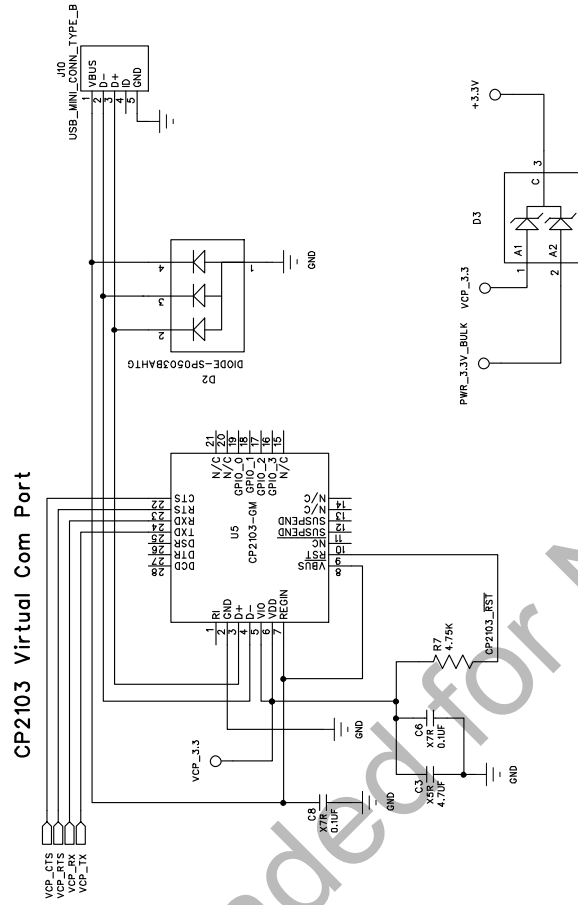 CP2103 Virtual Com Port
J10
USB_MINI_CONN_TYPE_B
1 VBUS
2 D-
3 D+
4 ID
5 GND
D3
+3.3V
C 3
1 A1
2 A2
VCP_3.3
PWR_3.3V_BULK
4
3
2
1
GND
D2
DIODE-SP0503BAHTG
VCP_CTS
VCP_RTS
VCP_RX
VCP_TX
U5
CP2103-GM
1 RI
2 GND
3 D+
4 D-
5 VIO
6 VDD
7 REGIN
8 VBUS
9 RST
10 NC
11 SUSPEND
12 SUSPEND
13 N/C
14 N/C
15 N/C
16 GPIO_3
17 GPIO_2
18 GPIO_1
19 GPIO_0
20 N/C
21 N/C
22 CTS
23 RTS
24 RXD
25 TXD
26 DSR
27 DTR
28 DCD
VCP_3.3
GND
C8
X7R
0.1UF
GND
C3
X5R
4.7UF
C6
X7R
0.1UF
GND
R7
4.75K
CP2103_RST
nded for N